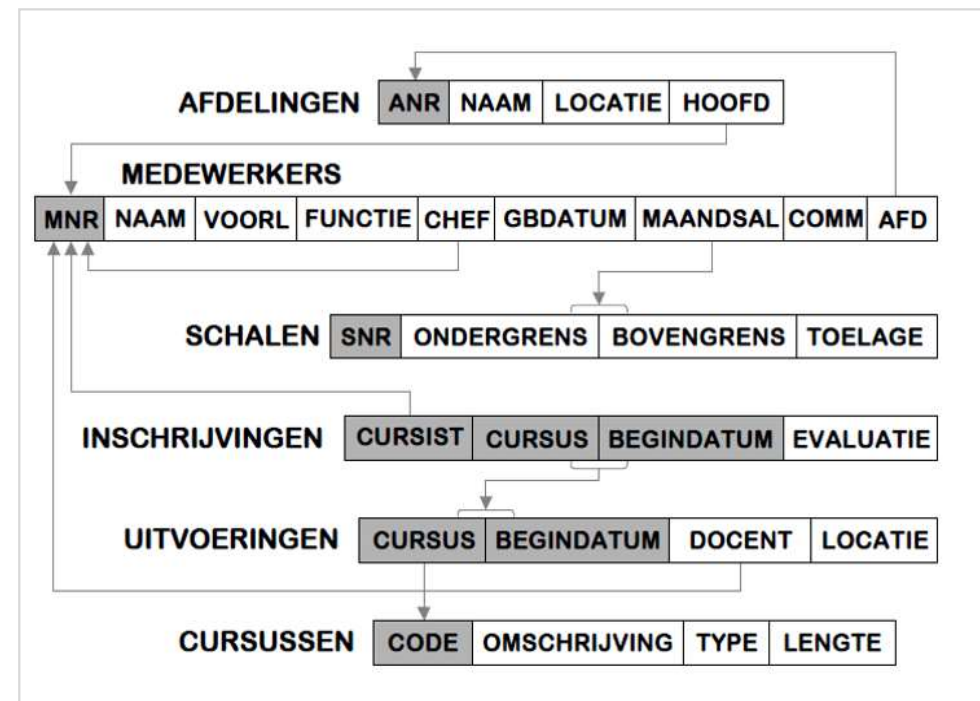 AFDELINGEN ANR NAAM LOCATIE HOOFD
MEDEWERKERS
MNR NAAM VOORL FUNCTIE CHEF GBDATUM MAANDSAL COMM AFD
SCHALEN SNR ONDERGRENS BOVENGRENS TOELAGE
INSCHRIJVINGEN CURSIST CURSUS BEGINDATUM EVALUATIE
UITVOERINGEN CURSUS BEGINDATUM DOCENT LOCATIE
CURSUSSEN CODE OMSCHRIJVING TYPE LENGTE